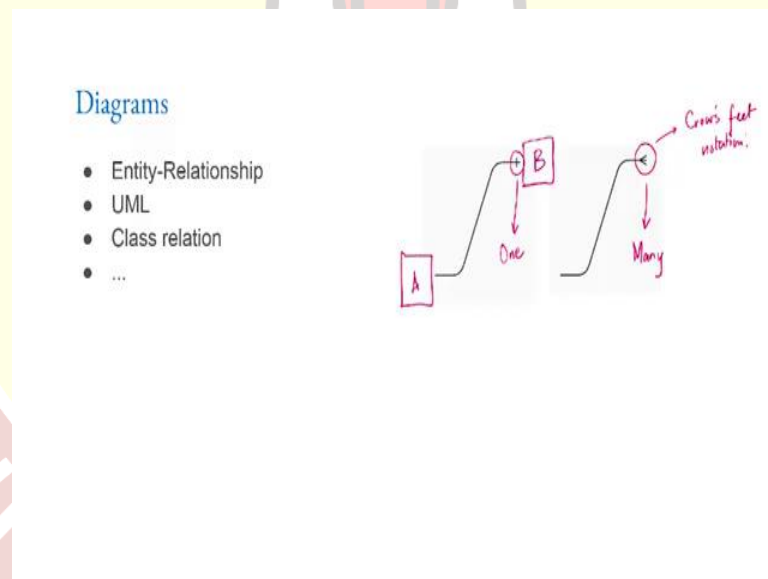 Diagrams
● Entity-Relationship
● UML
● Class relation
● ...
Crow's feet
notation:
B
One
Many
A